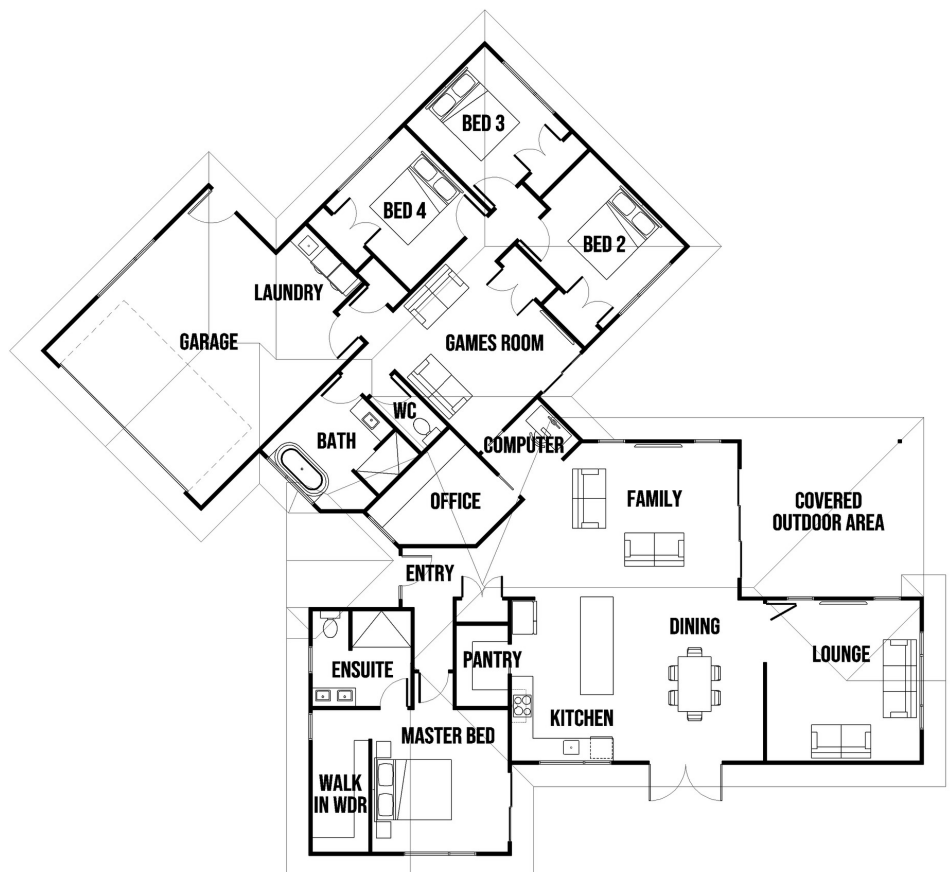 BED 3
BED 4
BED 2
LAUNDRY
GARAGE
GAMES ROOM
WC
BATH
COMPUTER
OFFICE
FAMILY
COVERED
OUTDOOR AREA
ENTRY
DINING
LOUNGE
PANTRY
ENSUITE
KITCHEN
MASTER BED
WALK
IN WDR